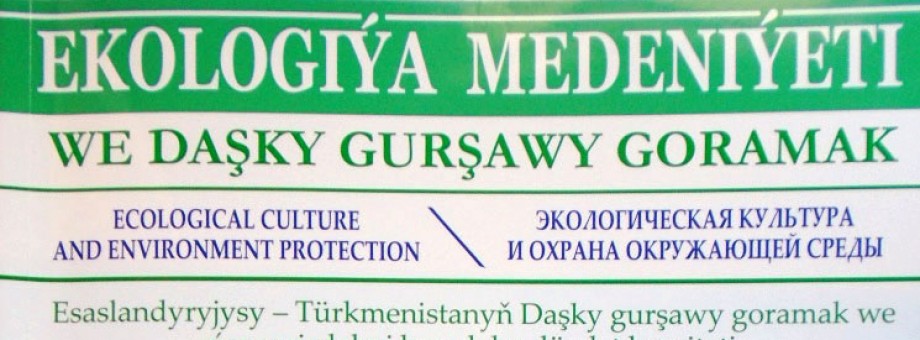 EKOLOGIÝA MEDENIÝETI
WE DAŞKY GURŞAWY GORAMAK
ECOLOGICAL CULTURE
AND ENVIRONMENT PROTECTION
ЭКОЛОГИЧЕСКАЯ КУЛЬТУРА
И ОХРАНА ОКРУЖАЮЩЕЙ СРЕДЫ
Esaslandyryjysy – Türkmenistanyň Daşky gurşawy goramak we